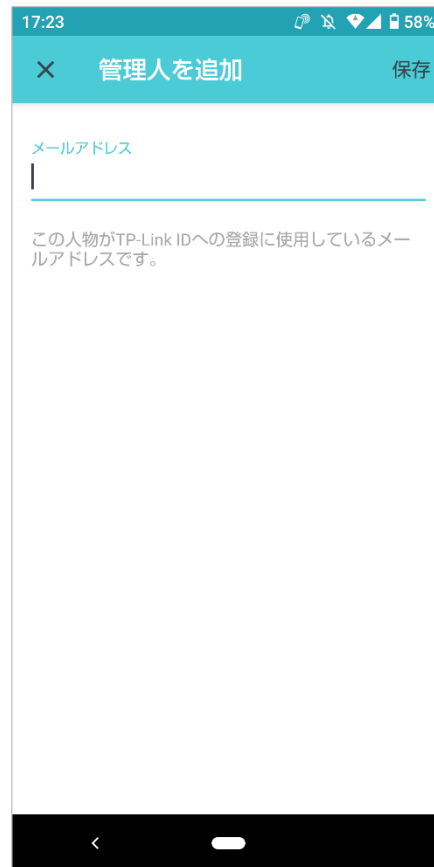 17:23
58%
管理人を追加
保存
メールアドレス
この人物がTP-Link IDへの登録に使用しているメー
ルアドレスです。